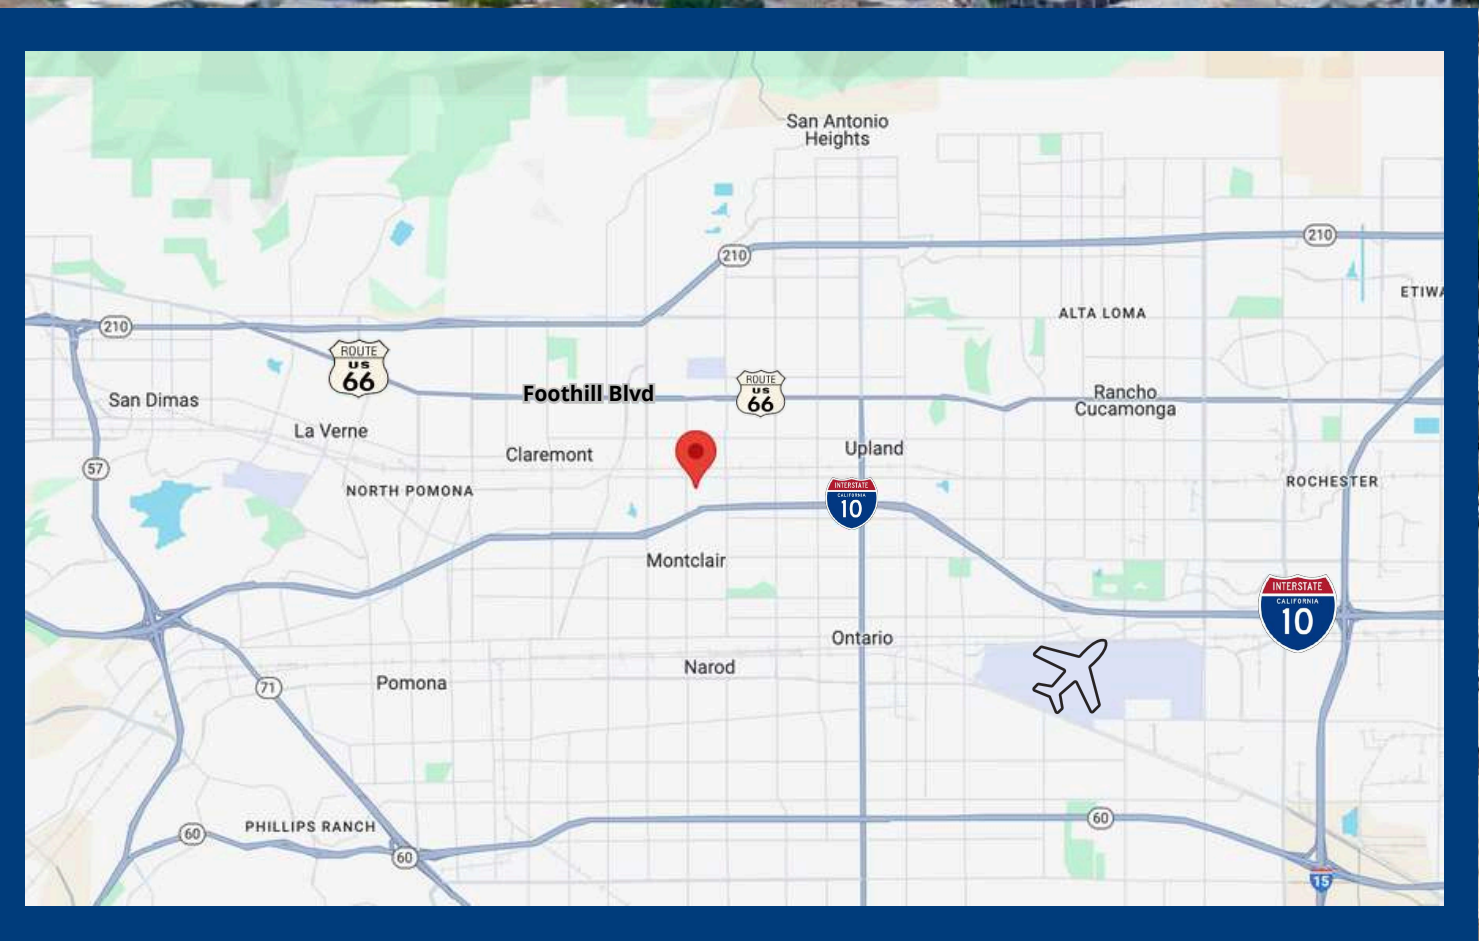 San Antonio
Heights
210
210
ETIWA
ALTA LOMA
210
ROUTE
US
66
Foothill Blvd
ROUTE
US
66
San Dimas
Rancho
Cucamonga
La Verne
Claremont
Upland
57
NORTH POMONA
ROCHESTER
INTERSTATE
CALIFORNIA
10
Montclair
INTERSTATE
CALIFORNIA
10
Ontario
Narod
71
Pomona
60
PHILLIPS RANCH
60
60
15